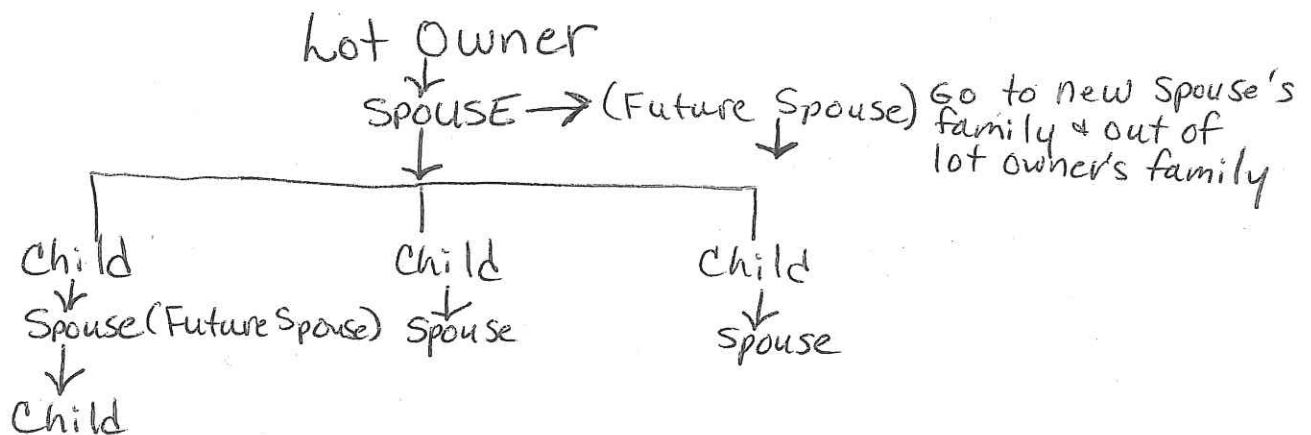 Lot Owner
SPOUSE → (Future Spouse) Go to new spouse's
family & out of
lot owner's family
Child Child Child
Spouse (Future Spouse) Spouse Spouse
Child